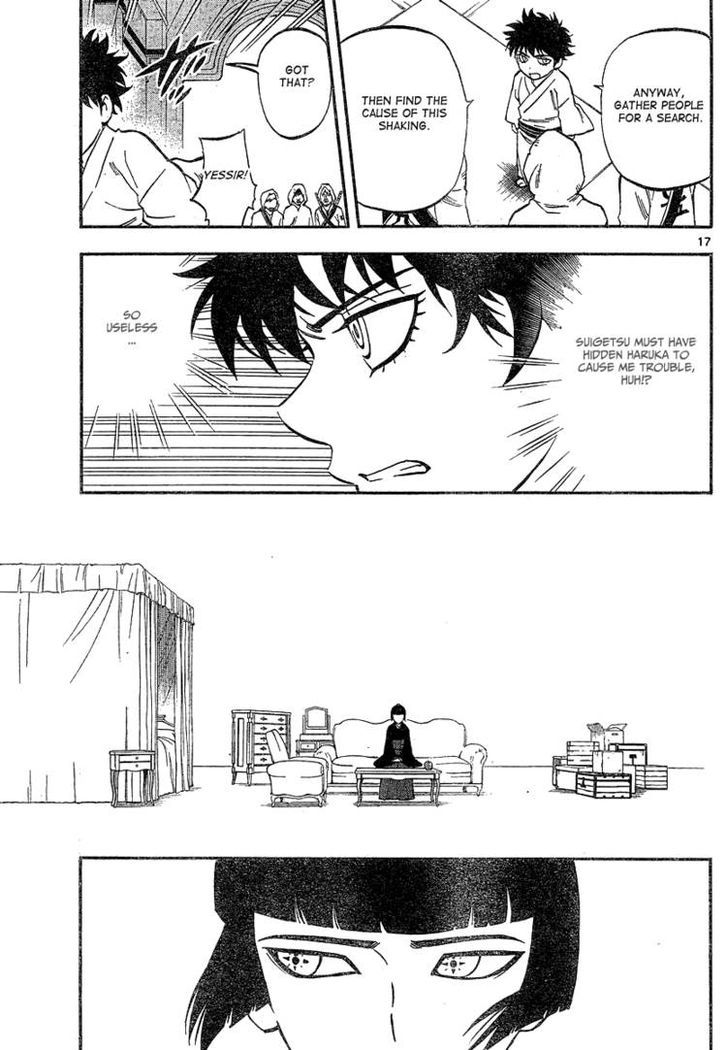 ANYWAY,
GATHER PEOPLE
FOR A SEARCH.
THEN FIND THE
CAUSE OF THIS
SHAKING.
GOT
THAT?
YESSIR!
17
SUIGETSU MUST HAVE
HIDDEN HARUKA TO
CAUSE ME TROUBLE,
HUH!?
SO
USELESS
...